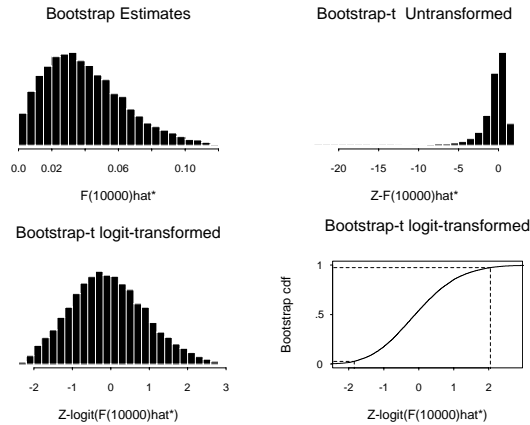 Bootstrap Estimates
0.0 0.02 0.06 0.10
F(10000)hat*
Bootstrap-t Untransformed
-20 -15 -10 -5 0
Z-F(10000)hat*
Bootstrap-t logit-transformed
-2 -1 0 1 2 3
Z-logit(F(10000)hat*)
Bootstrap-t logit-transformed
Bootstrap cdf
1
.5
0
-2 -1 0 1 2
Z-logit(F(10000)hat*)